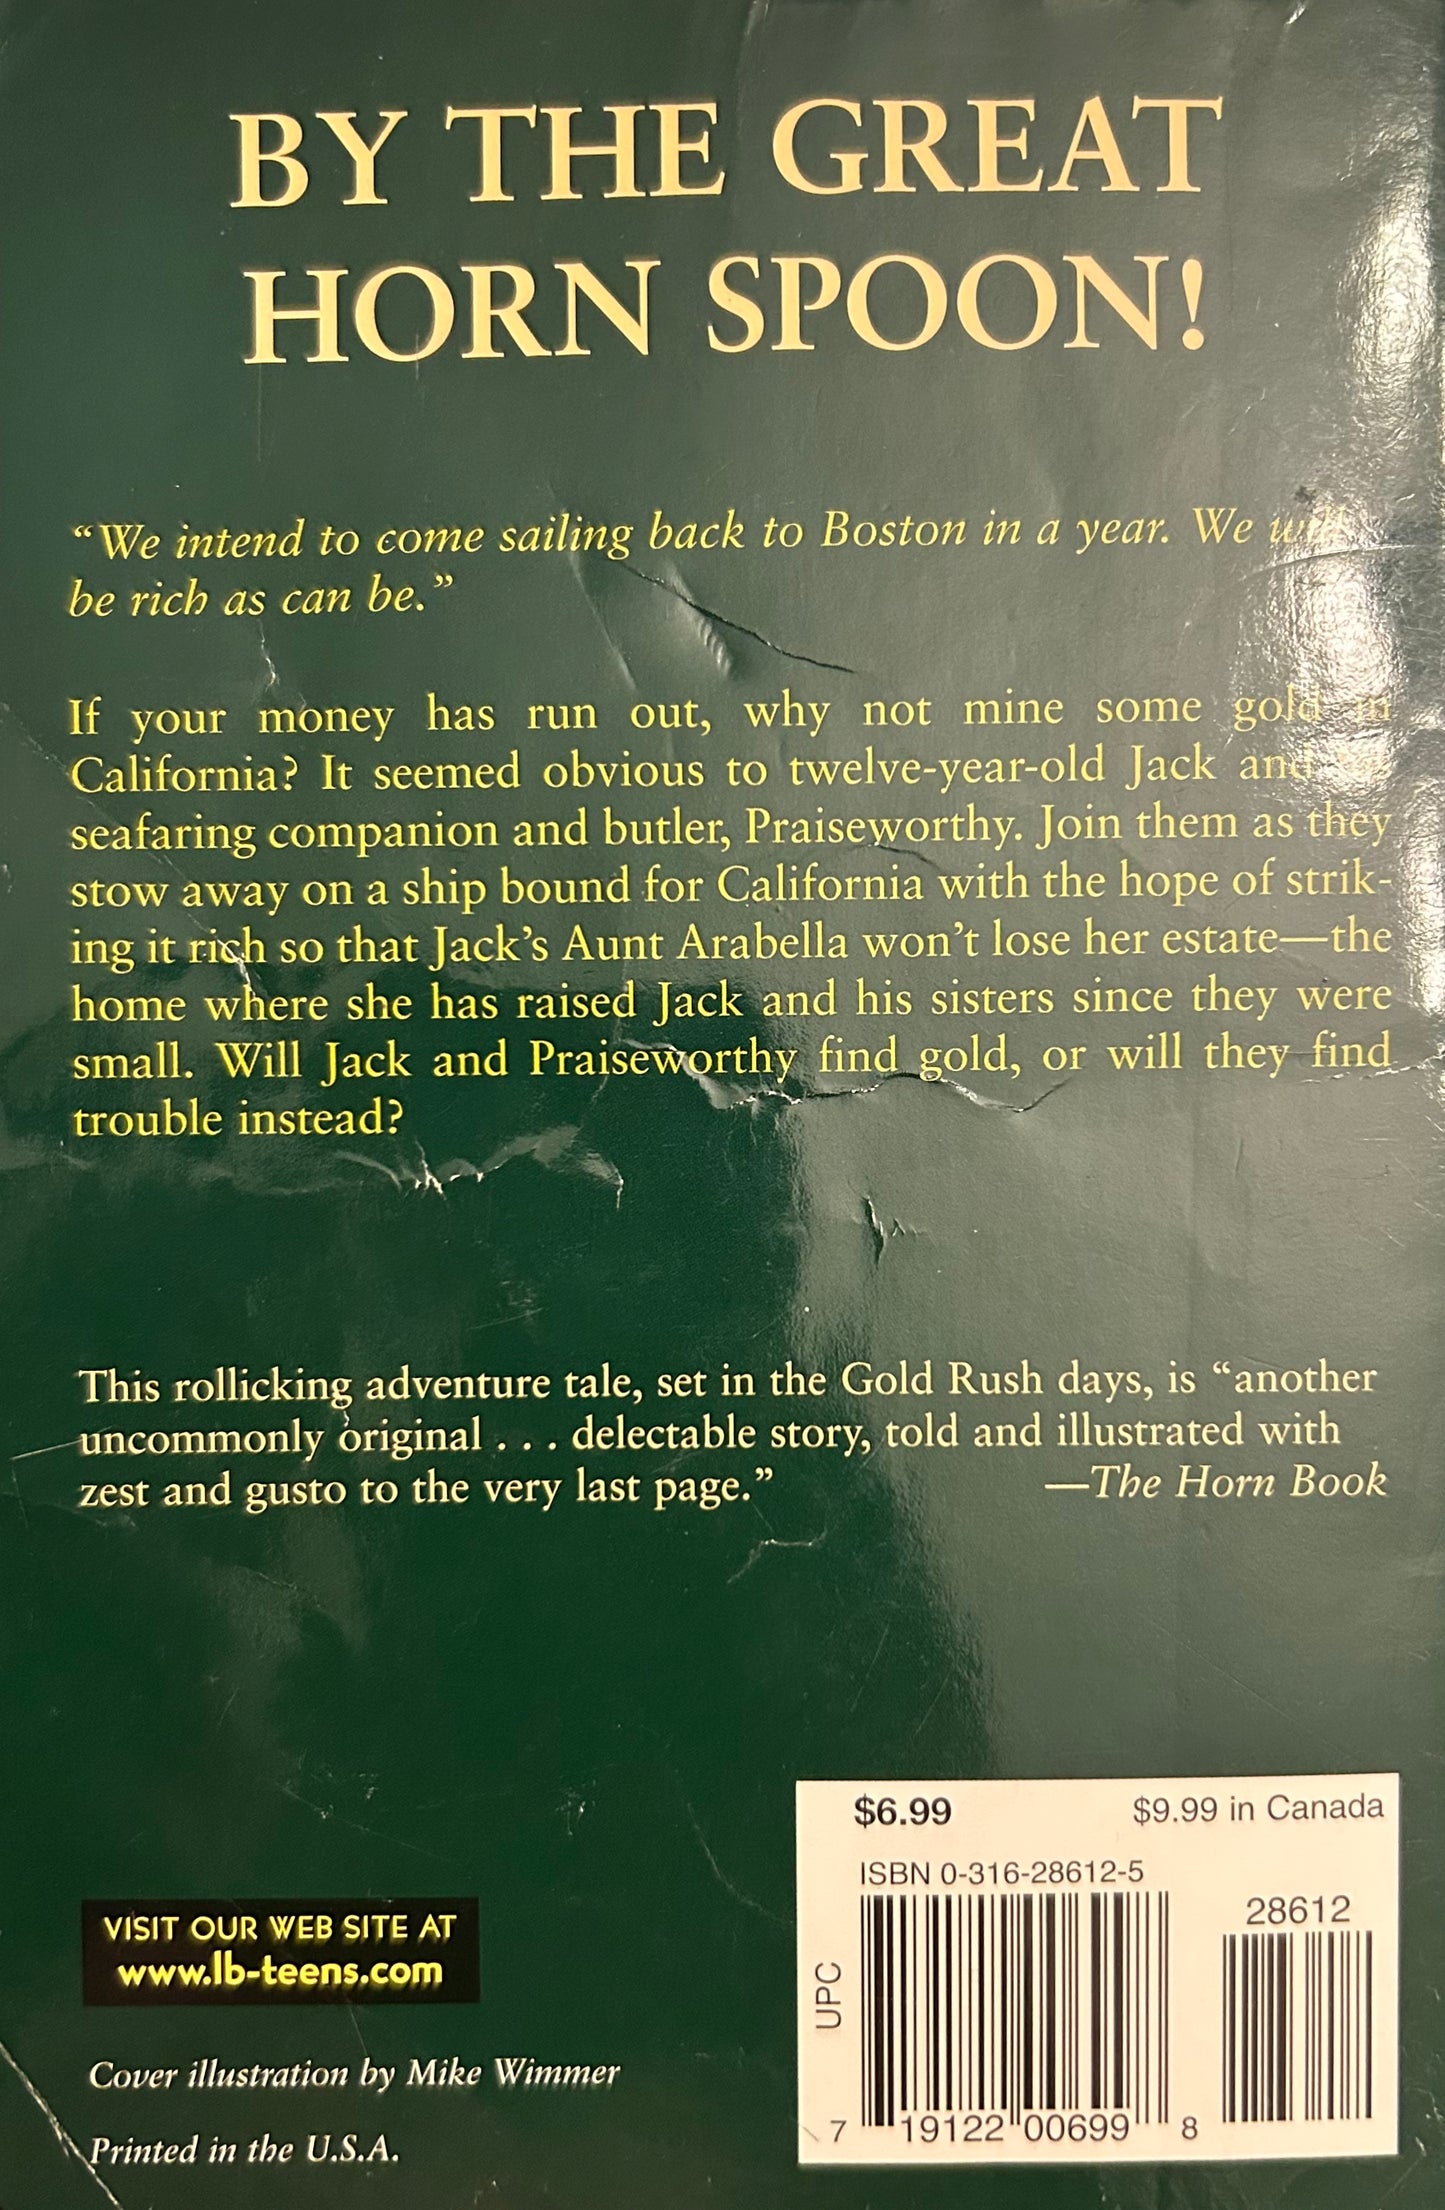 BY THE GREAT
HORN SPOON!
“We intend to come sailing back to Boston in a year. We will
be rich as can be.”
If your money has run out, why not mine some gold in
California? It seemed obvious to twelve-year-old Jack and
seafaring companion and butler, Praiseworthy. Join them as they
stow away on a ship bound for California with the hope of strik-
ing it rich so that Jack’s Aunt Arabella won’t lose her estate—the
home where she has raised Jack and his sisters since they were
small. Will Jack and Praiseworthy find gold, or will they find
trouble instead?
This rollicking adventure tale, set in the Gold Rush days, is “another
uncommonly original . . . delectable story, told and illustrated with
zest and gusto to the very last page.” —The Horn Book
$6.99 $9.99 in Canada
ISBN 0-316-28612-5
28612
UPC
7 19122 00699 8
VISIT OUR WEB SITE AT
www.lb-teens.com
Cover illustration by Mike Wimmer
Printed in the U.S.A.